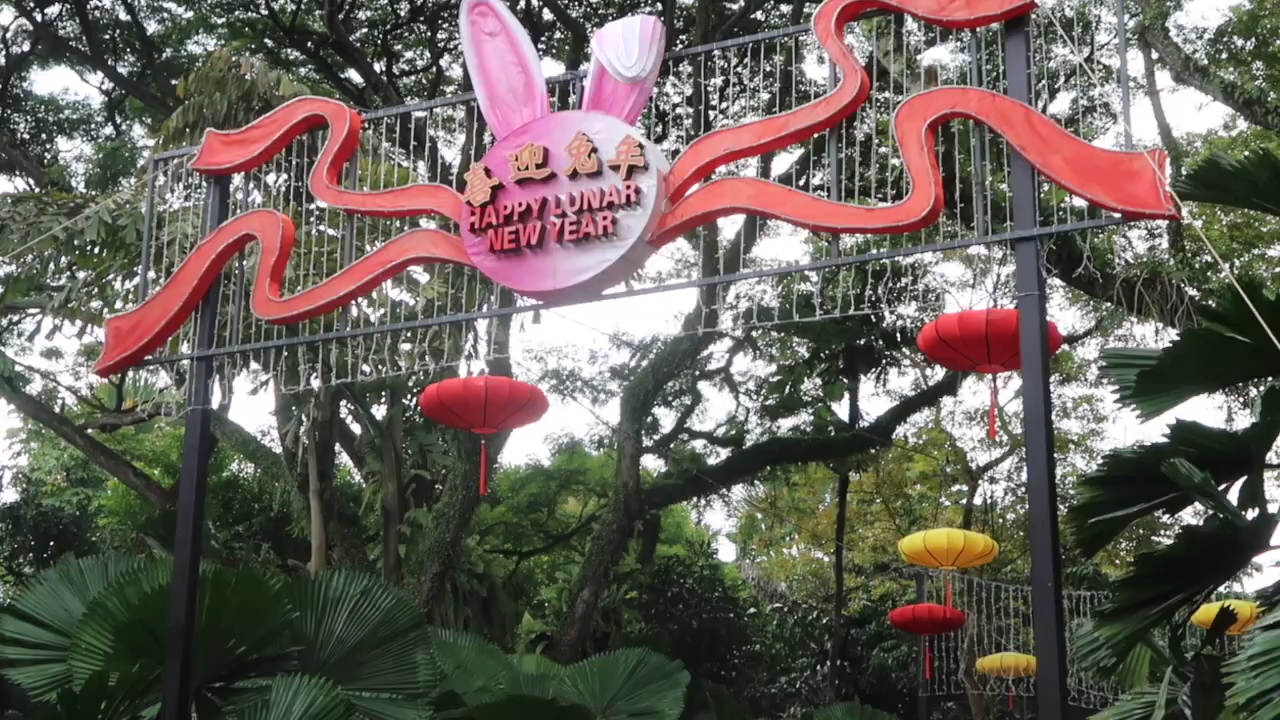 喜迎兔年
HAPPY LUNAR
NEW YEAR